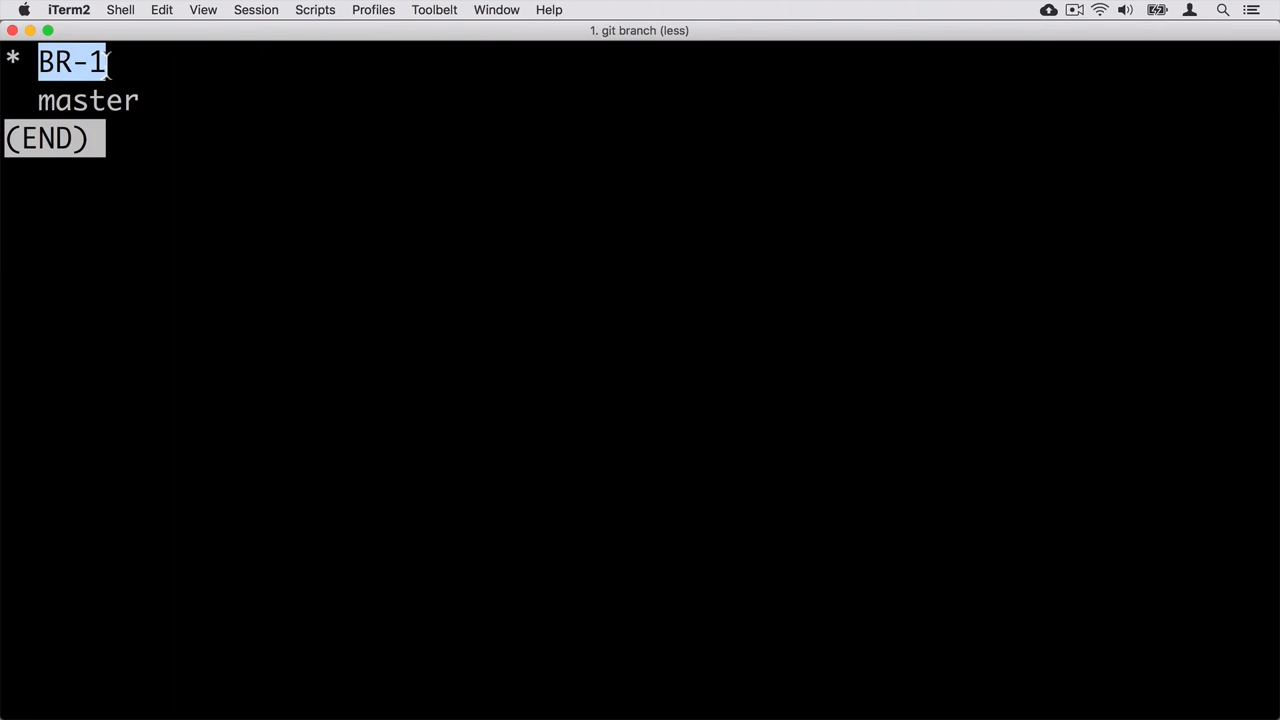 iTerm2 Shell Edit View Session Scripts Profiles Toolbelt Window Help
1. git branch (less)
* BR-1
master
(END)